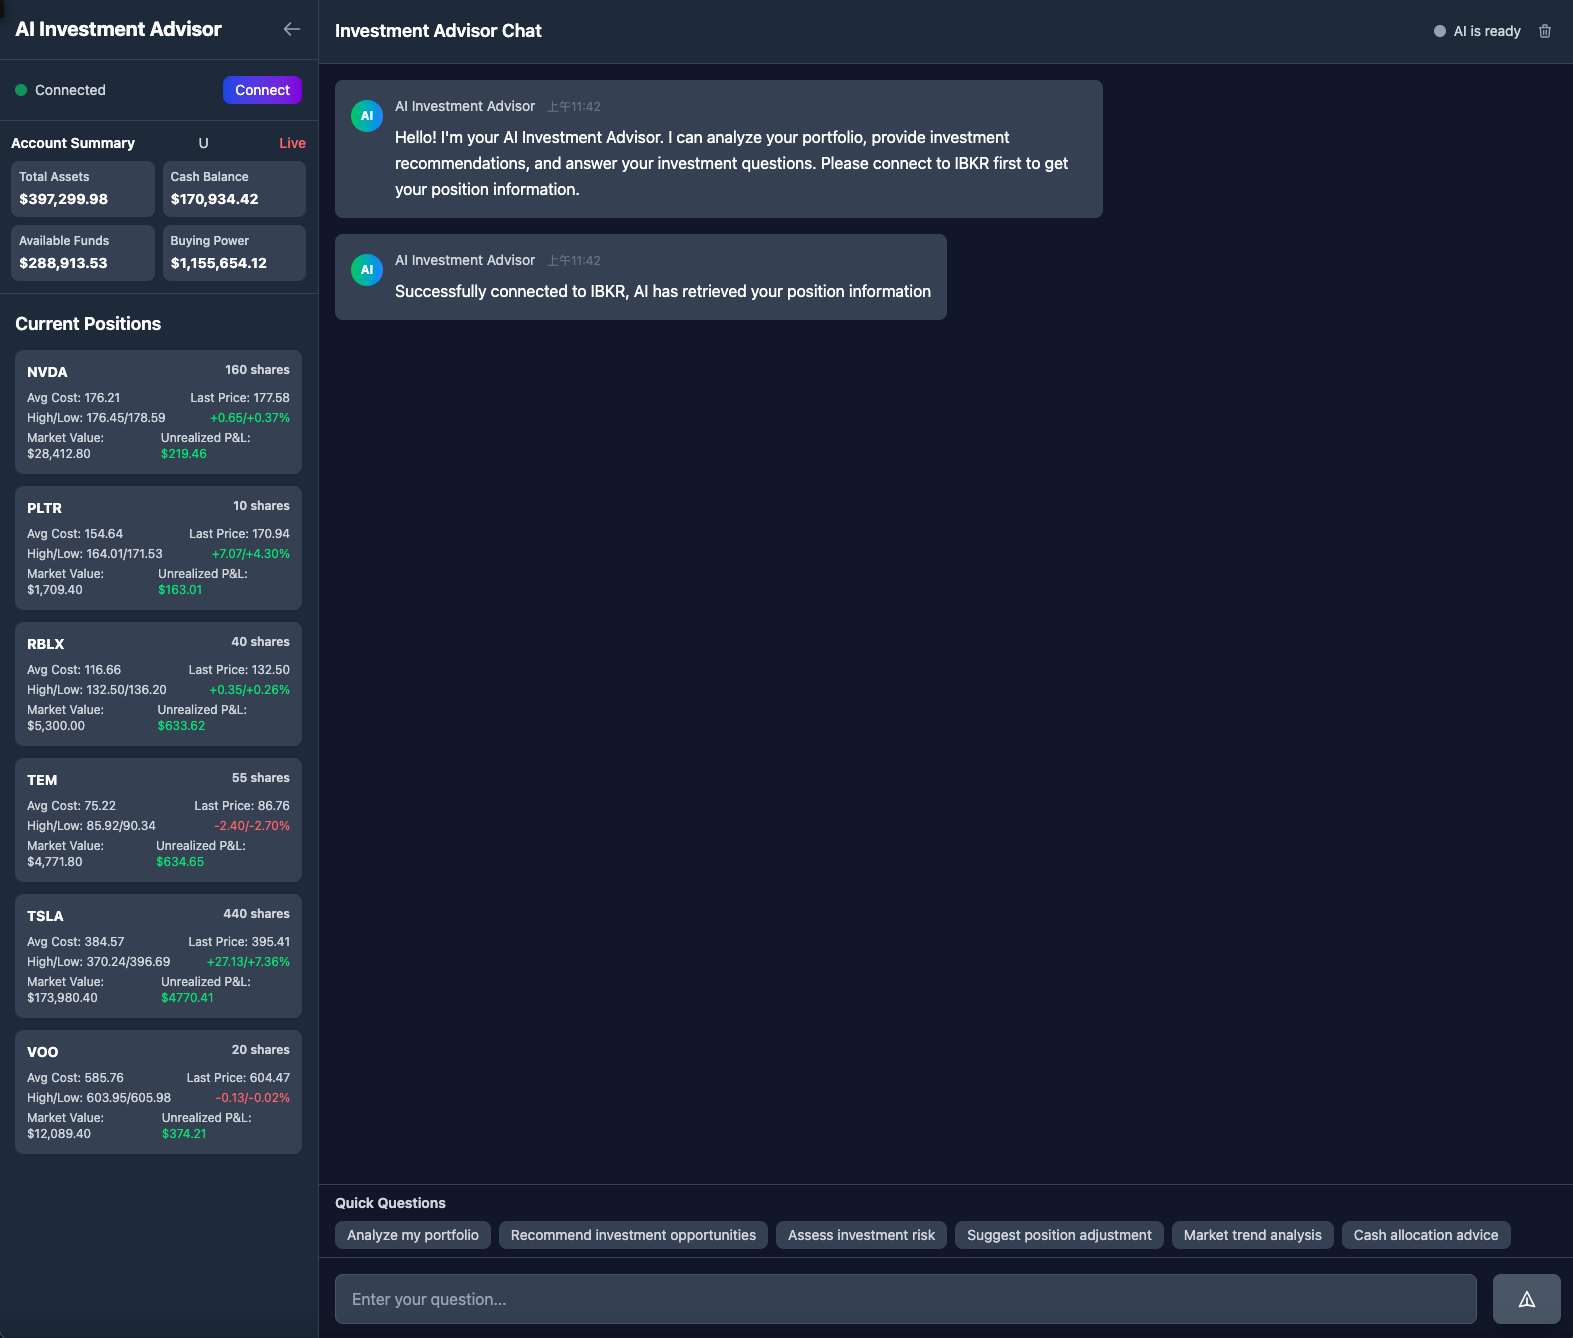 AI Investment Advisor
Connected
Connect
Account Summary U Live
Total Assets
$397,299.98
Cash Balance
$170,934.42
Available Funds
$288,913.53
Buying Power
$1,155,654.12
Current Positions
NVDA 160 shares
Avg Cost: 176.21 Last Price: 177.58
High/Low: 176.45/178.59 +0.65/+0.37%
Market Value: Unrealized P&L:
$28,412.80 $219.46
PLTR 10 shares
Avg Cost: 154.64 Last Price: 170.94
High/Low: 164.01/171.53 +7.07/+4.30%
Market Value: Unrealized P&L:
$1,709.40 $163.01
RBLX 40 shares
Avg Cost: 116.66 Last Price: 132.50
High/Low: 132.50/136.20 +0.35/+0.26%
Market Value: Unrealized P&L:
$5,300.00 $633.62
TEM 55 shares
Avg Cost: 75.22 Last Price: 86.76
High/Low: 85.92/90.34 -2.40/-2.70%
Market Value: Unrealized P&L:
$4,771.80 $634.65
TSLA 440 shares
Avg Cost: 384.57 Last Price: 395.41
High/Low: 370.24/396.69 +27.13/+7.36%
Market Value: Unrealized P&L:
$173,980.40 $4770.41
VOO 20 shares
Avg Cost: 585.76 Last Price: 604.47
High/Low: 603.95/605.98 -0.13/-0.02%
Market Value: Unrealized P&L:
$12,089.40 $374.21
Investment Advisor Chat
AI is ready
AI
AI Investment Advisor 上午11:42
Hello! I'm your AI Investment Advisor. I can analyze your portfolio, provide investment
recommendations, and answer your investment questions. Please connect to IBKR first to get
your position information.
AI
AI Investment Advisor 上午11:42
Successfully connected to IBKR, AI has retrieved your position information
Quick Questions
Analyze my portfolio
Recommend investment opportunities
Assess investment risk
Suggest position adjustment
Market trend analysis
Cash allocation advice
Enter your question...